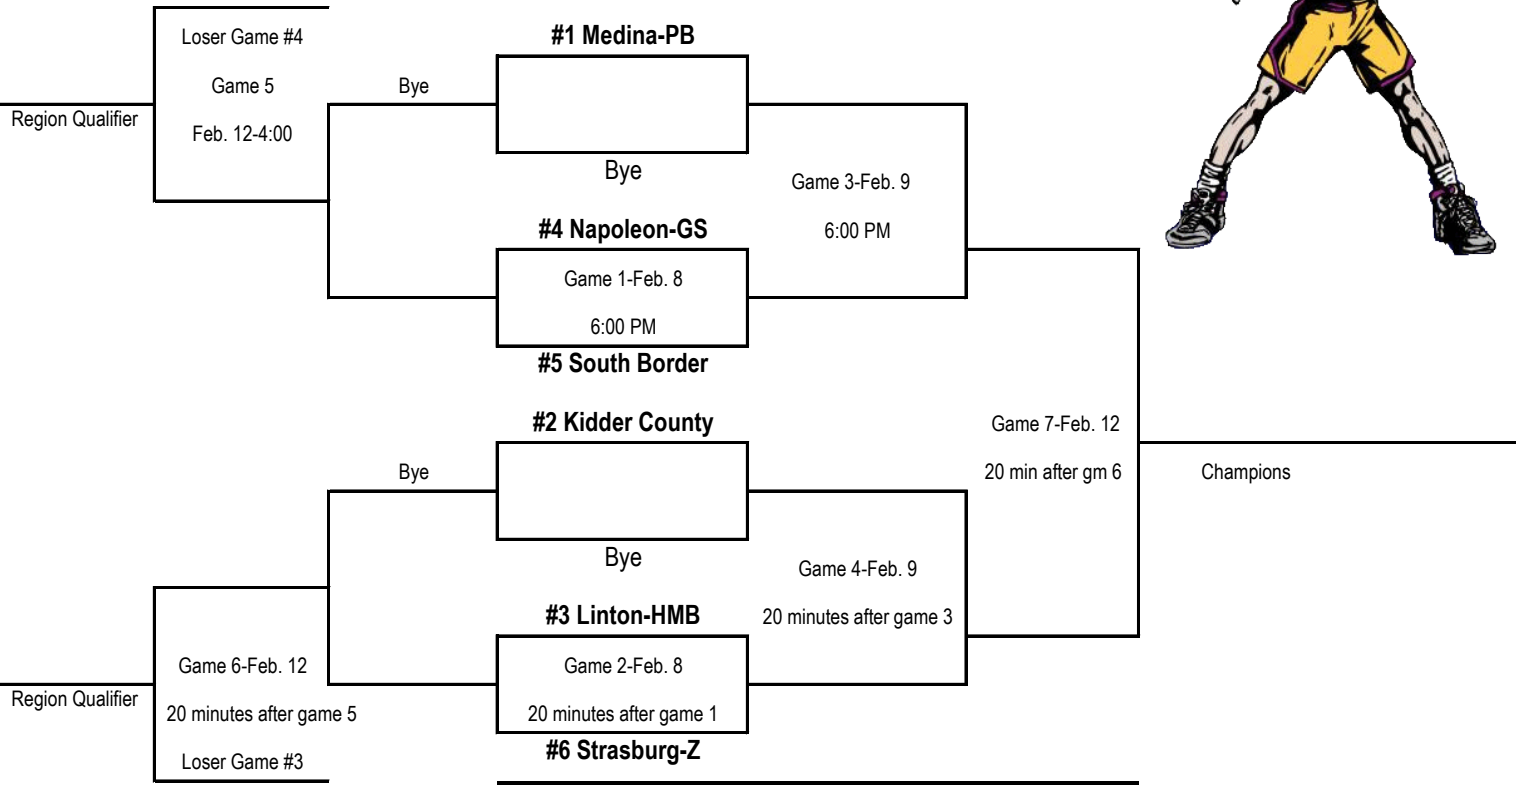 Loser Game #4
#1 Medina-PB
Game 5
Bye
Region Qualifier
Feb. 12-4:00
Bye
Game 3-Feb. 9
#4 Napoleon-GS
6:00 PM
Game 1-Feb. 8
6:00 PM
#5 South Border
#2 Kidder County
Game 7-Feb. 12
Bye
20 min after gm 6
Champions
Bye
Game 4-Feb. 9
#3 Linton-HMB
20 minutes after game 3
Game 6-Feb. 12
Game 2-Feb. 8
Region Qualifier
20 minutes after game 5
20 minutes after game 1
#6 Strasburg-Z
Loser Game #3